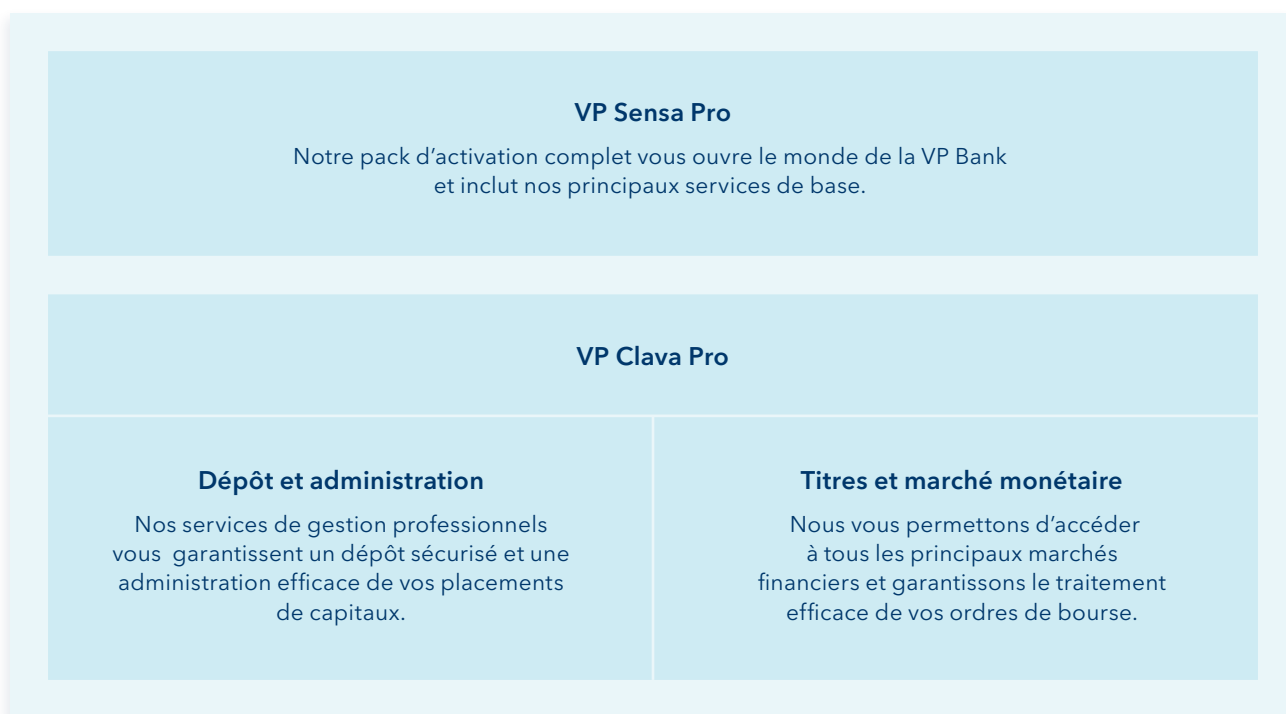 VP Sensa Pro
Notre pack d’activation complet vous ouvre le monde de la VP Bank
et inclut nos principaux services de base.
VP Clava Pro
Dépôt et administration
Nos services de gestion professionnels
vous  garantissent un dépôt sécurisé et une
administration efficace de vos placements
de capitaux.
Titres et marché monétaire
Nous vous permettons d’accéder
à tous les principaux marchés
financiers et garantissons le traitement
efficace de vos ordres de bourse.